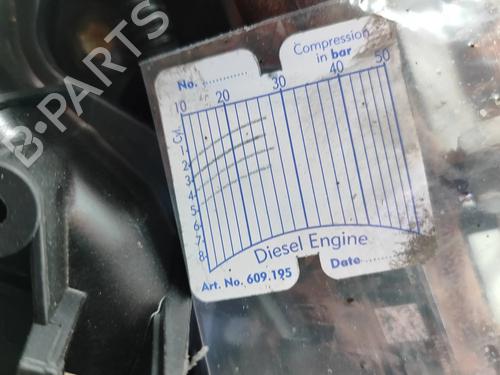 B-PARTS
Compression
in bar
No.............
10 20 30 40 50
Cyl.
1
2
3
4
5
6
7
8
Diesel Engine
Art. No. 609.195 Date..........